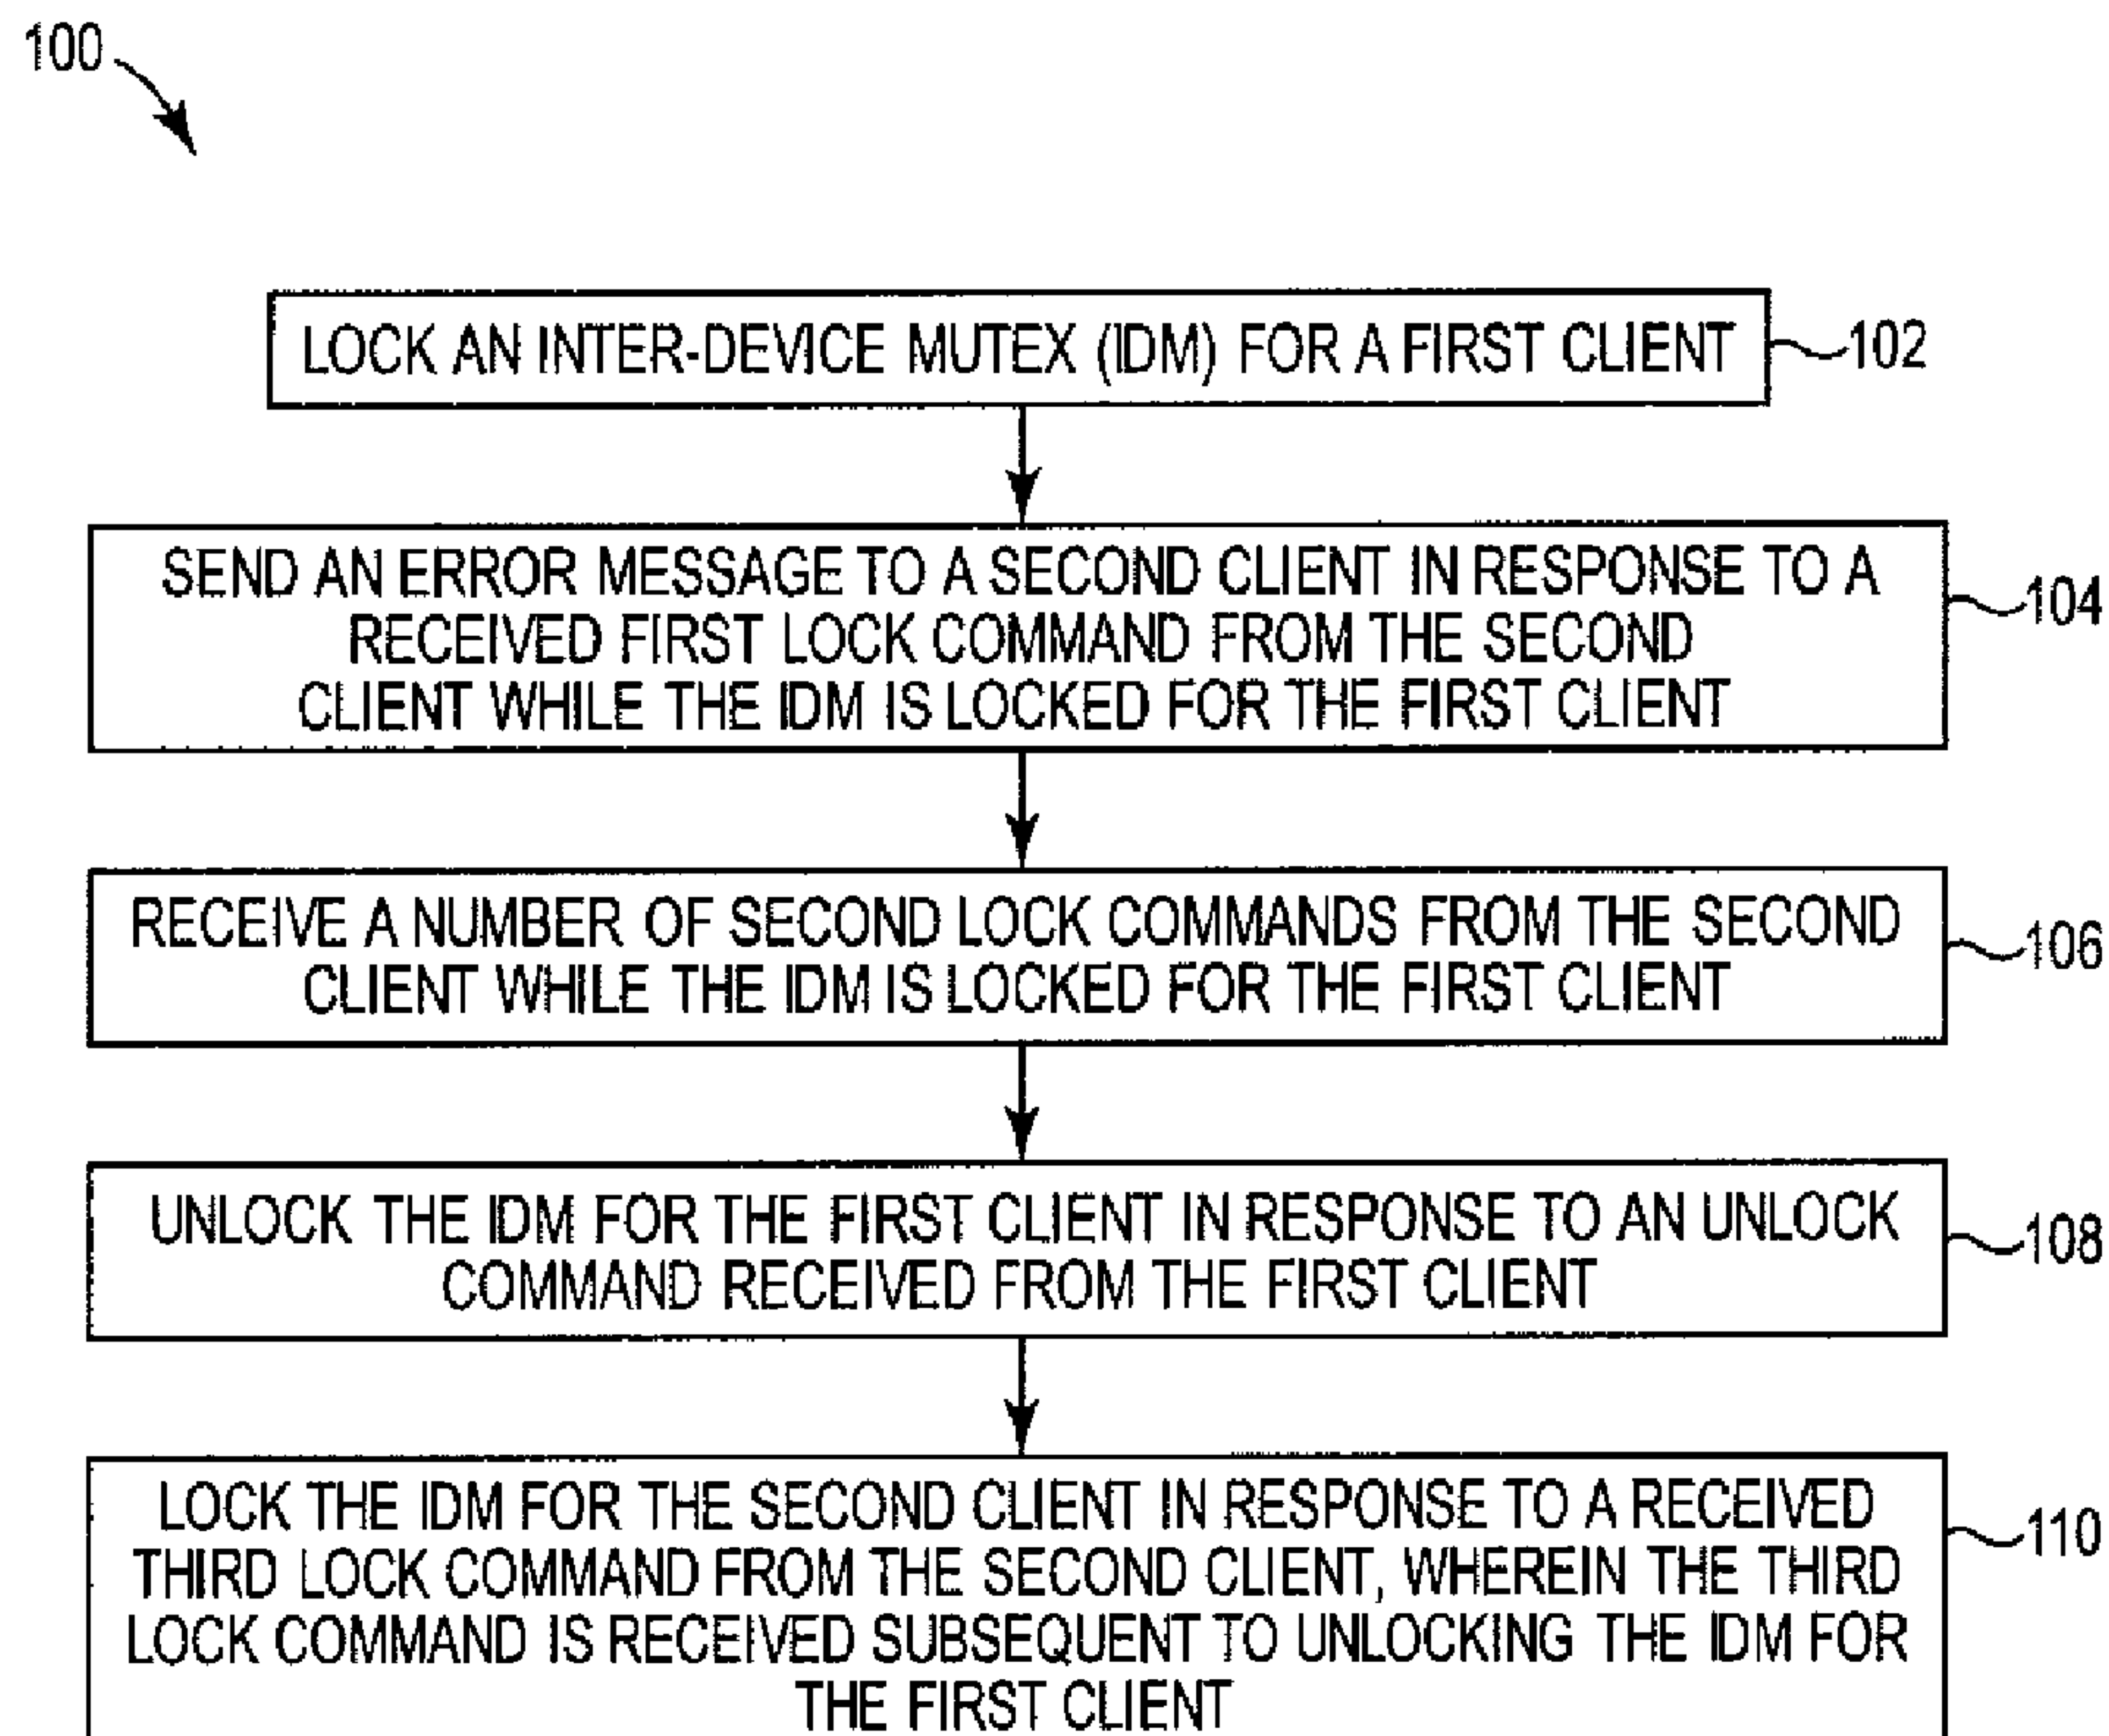 100
LOCK AN INTER-DEVICE MUTEX (IDM) FOR A FIRST CLIENT
102
SEND AN ERROR MESSAGE TO A SECOND CLIENT IN RESPONSE TO A
RECEIVED FIRST LOCK COMMAND FROM THE SECOND
CLIENT WHILE THE IDM IS LOCKED FOR THE FIRST CLIENT
104
RECEIVE A NUMBER OF SECOND LOCK COMMANDS FROM THE SECOND
CLIENT WHILE THE IDM IS LOCKED FOR THE FIRST CLIENT
106
UNLOCK THE IDM FOR THE FIRST CLIENT IN RESPONSE TO AN UNLOCK
COMMAND RECEIVED FROM THE FIRST CLIENT
108
LOCK THE IDM FOR THE SECOND CLIENT IN RESPONSE TO A RECEIVED
THIRD LOCK COMMAND FROM THE SECOND CLIENT, WHEREIN THE THIRD
LOCK COMMAND IS RECEIVED SUBSEQUENT TO UNLOCKING THE IDM FOR
THE FIRST CLIENT
110